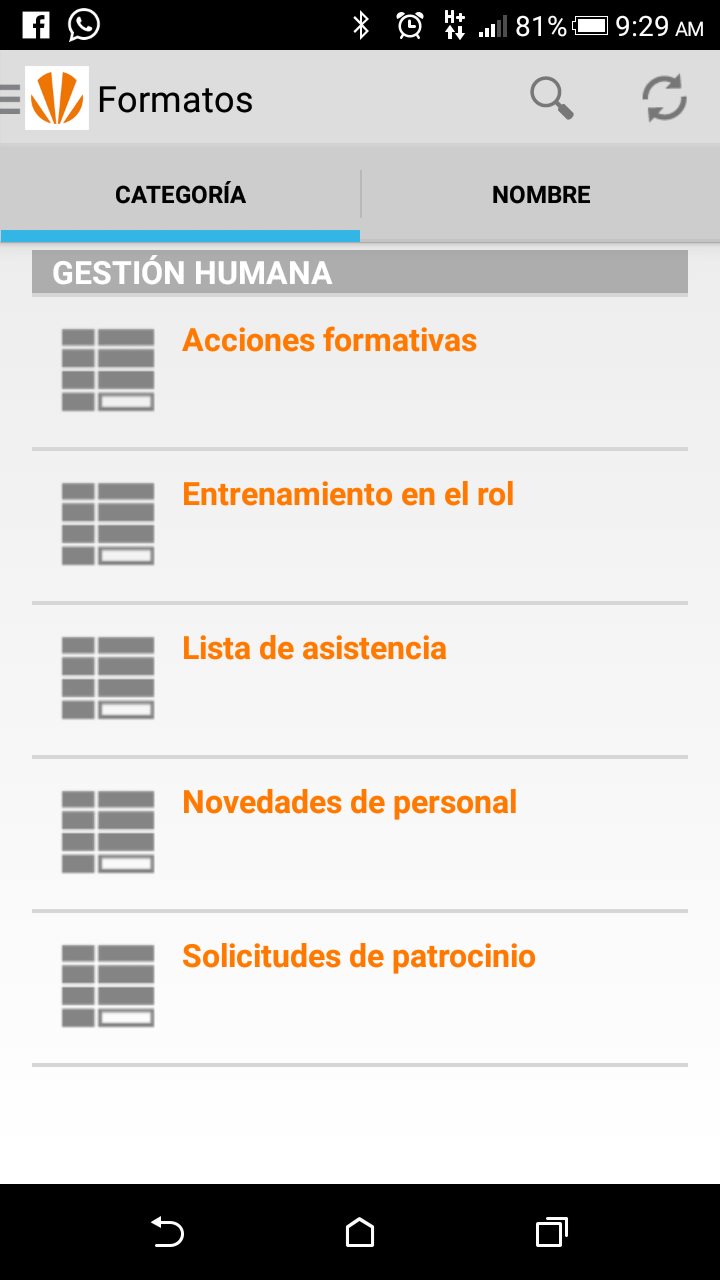 H+ 81% 9:29 AM
Formatos
CATEGORÍA NOMBRE
GESTIÓN HUMANA
Acciones formativas
Entrenamiento en el rol
Lista de asistencia
Novedades de personal
Solicitudes de patrocinio